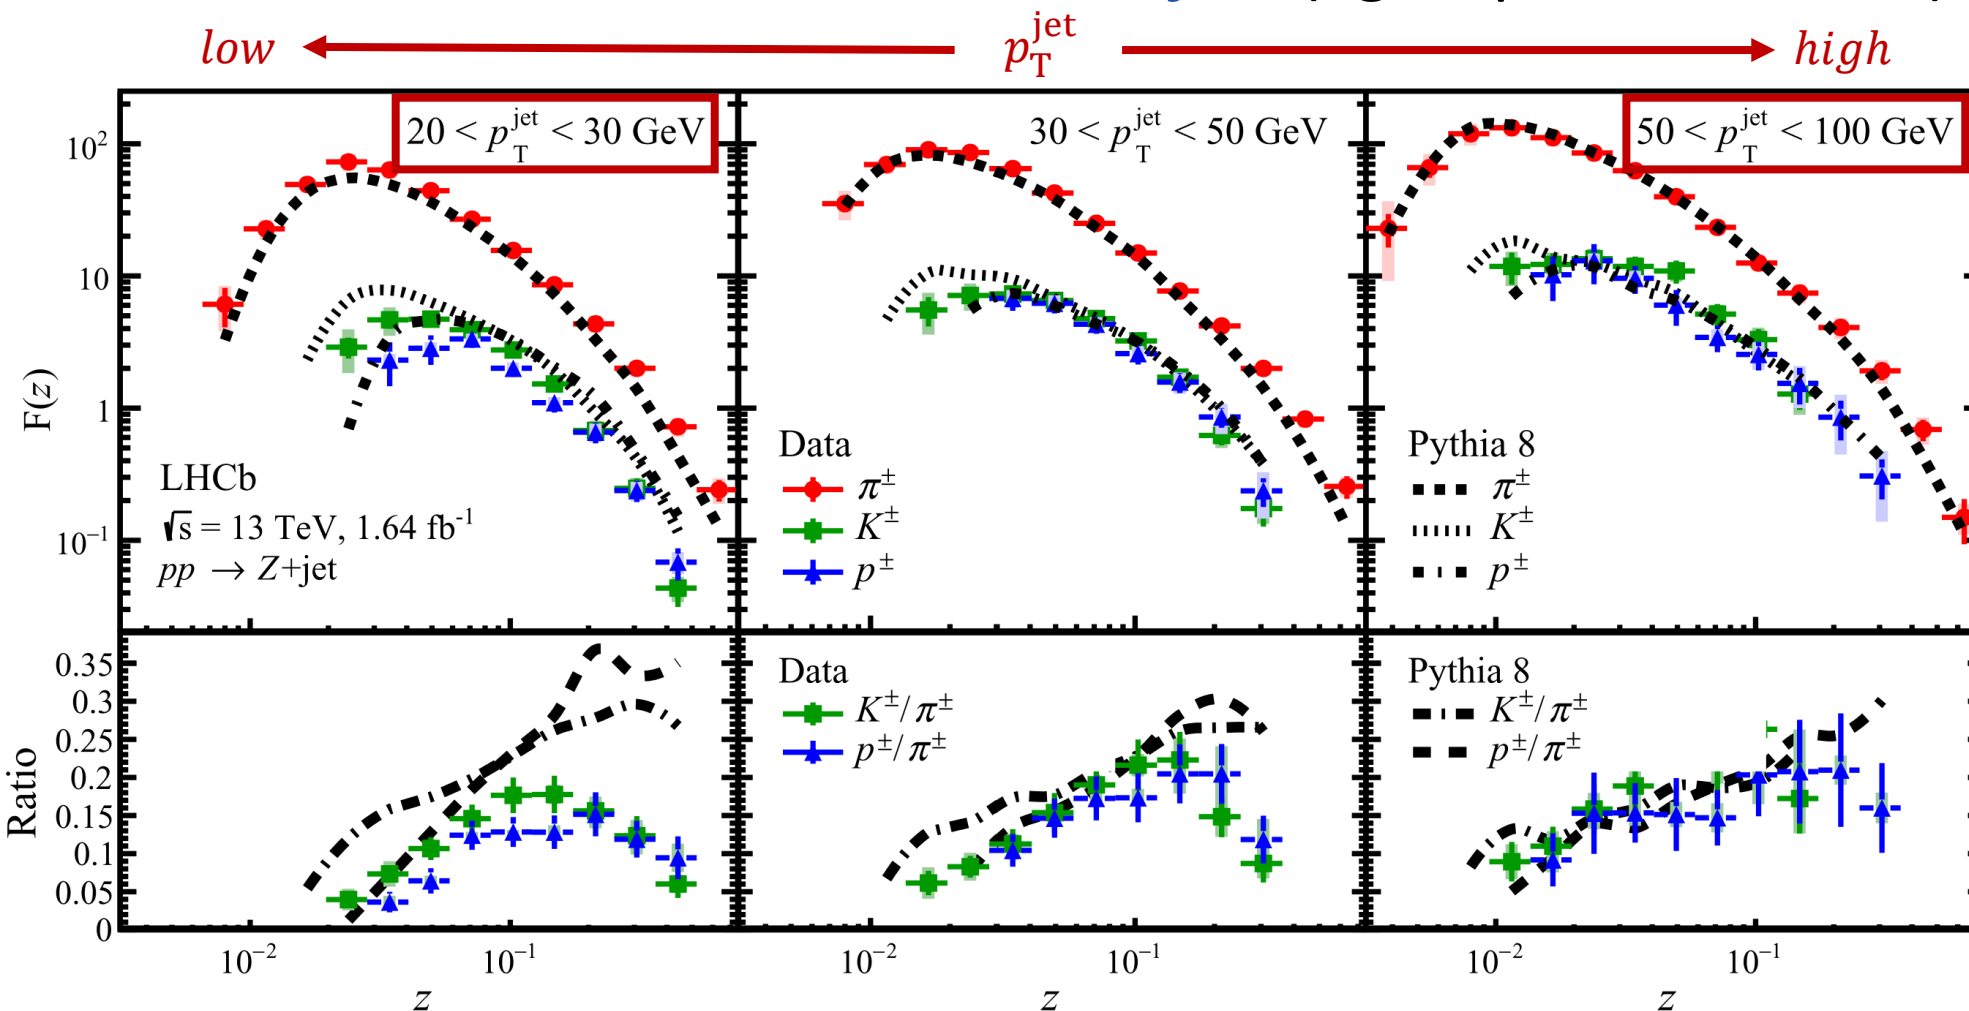 low p_T^jet high
20 < p_T^jet < 30 GeV
30 < p_T^jet < 50 GeV
50 < p_T^jet < 100 GeV
F(z)
10²
10
1
10⁻¹
LHCb
√s = 13 TeV, 1.64 fb⁻¹
pp → Z+jet
Data
π±
K±
p±
Pythia 8
π±
K±
p±
Ratio
0.35
0.3
0.25
0.2
0.15
0.1
0.05
0
Data
K±/π±
p±/π±
Pythia 8
K±/π±
p±/π±
10⁻² 10⁻¹ 10⁻² 10⁻¹ 10⁻² 10⁻¹
z z z